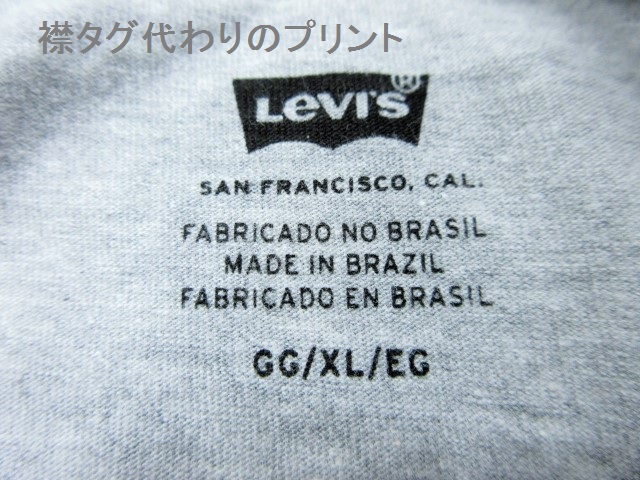 襟タグ代わりのプリント
LEVI'S®
SAN FRANCISCO, CAL.
FABRICADO NO BRASIL
MADE IN BRAZIL
FABRICADO EN BRASIL
GG/XL/EG